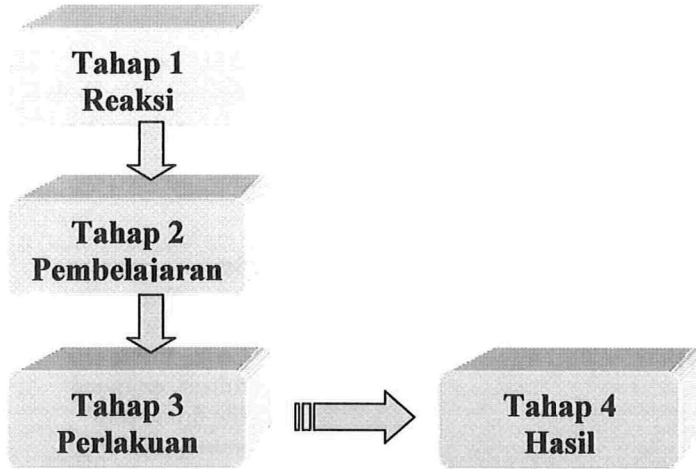 Tahap 1
Reaksi
Tahap 2
Pembelajaran
Tahap 3
Perlakuan
Tahap 4
Hasil